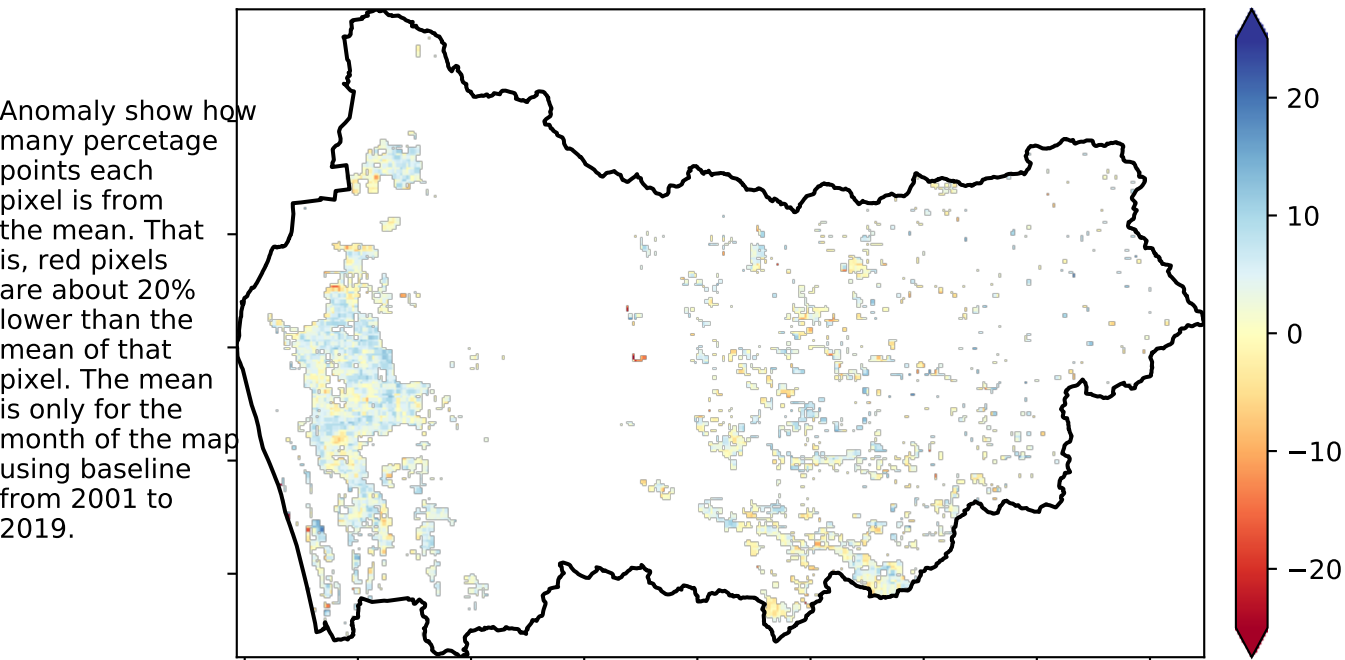 Anomaly show how
many percetage
points each
pixel is from
the mean. That
is, red pixels
are about 20%
lower than the
mean of that
pixel. The mean
is only for the
month of the map
using baseline
from 2001 to
2019.
20
10
0
−10
−20